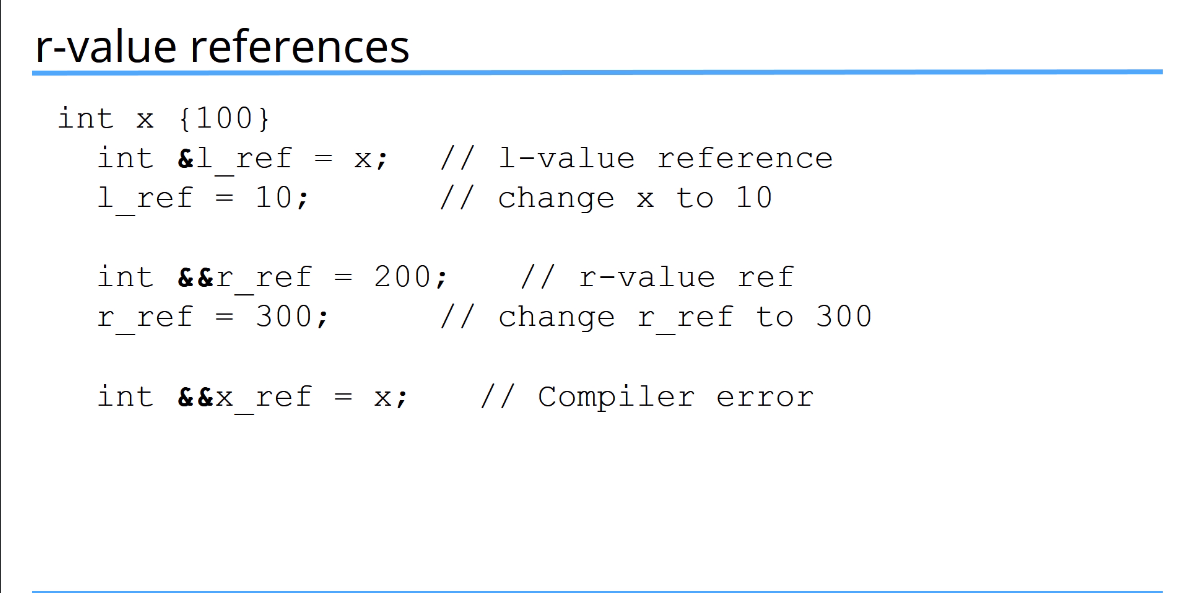 r-value references
int x {100}
int &l_ref = x; // l-value reference
l_ref = 10; // change x to 10
int &&r_ref = 200; // r-value ref
r_ref = 300; // change r_ref to 300
int &&x_ref = x; // Compiler error